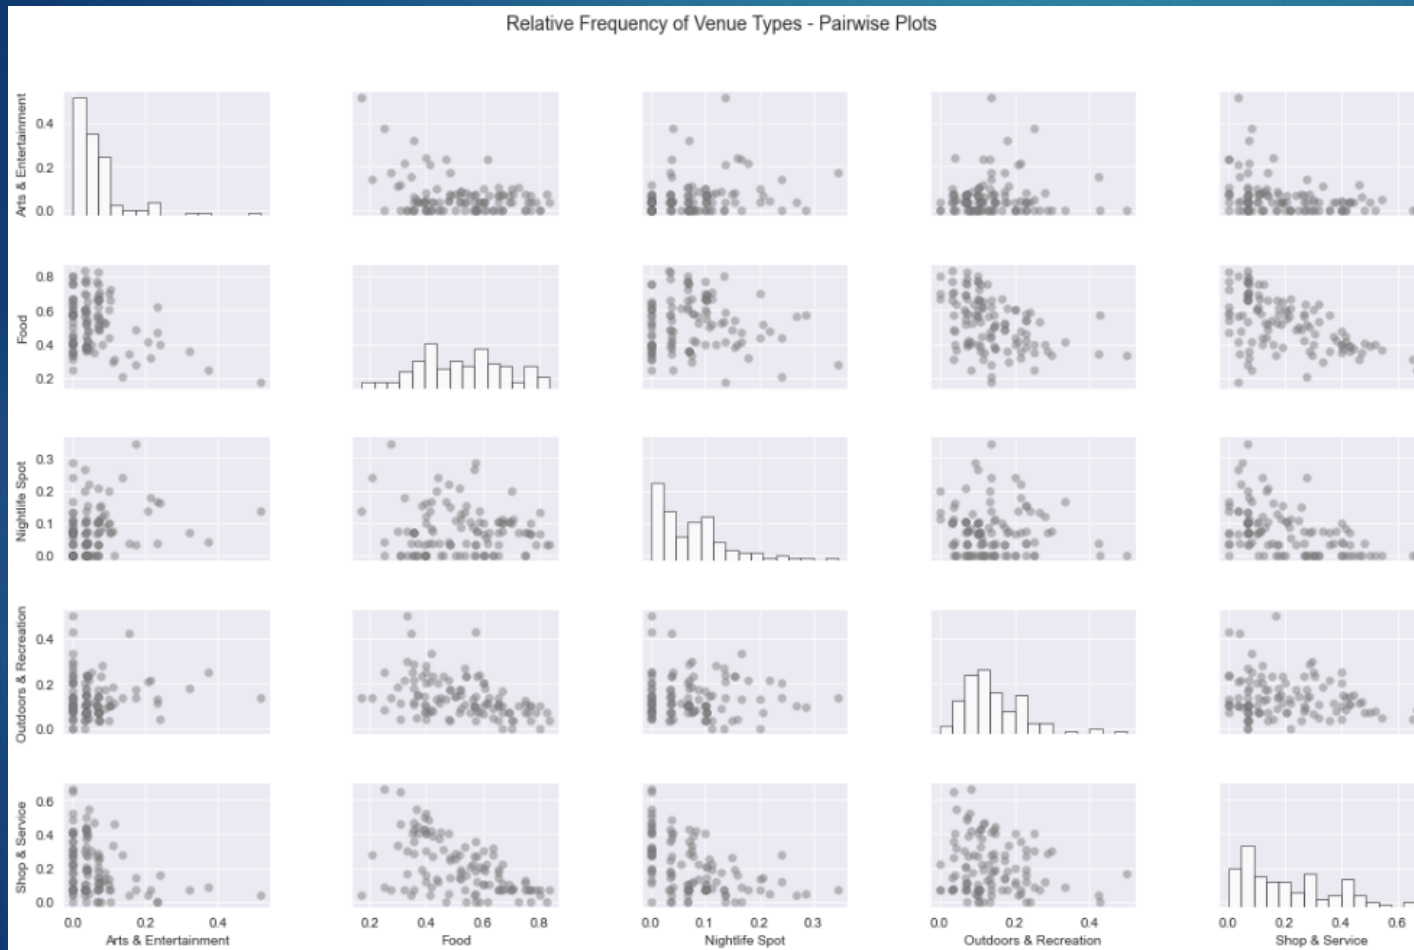 Relative Frequency of Venue Types - Pairwise Plots
Arts & Entertainment
0.4
0.2
0.0
Food
0.8
0.6
0.4
0.2
Nightlife Spot
0.3
0.2
0.1
0.0
Outdoors & Recreation
0.4
0.2
0.0
Shop & Service
0.6
0.4
0.2
0.0
0.0 0.2 0.4
0.2 0.4 0.6 0.8
0.0 0.1 0.2 0.3
0.0 0.2 0.4
0.0 0.2 0.4 0.6
Arts & Entertainment
Food
Nightlife Spot
Outdoors & Recreation
Shop & Service